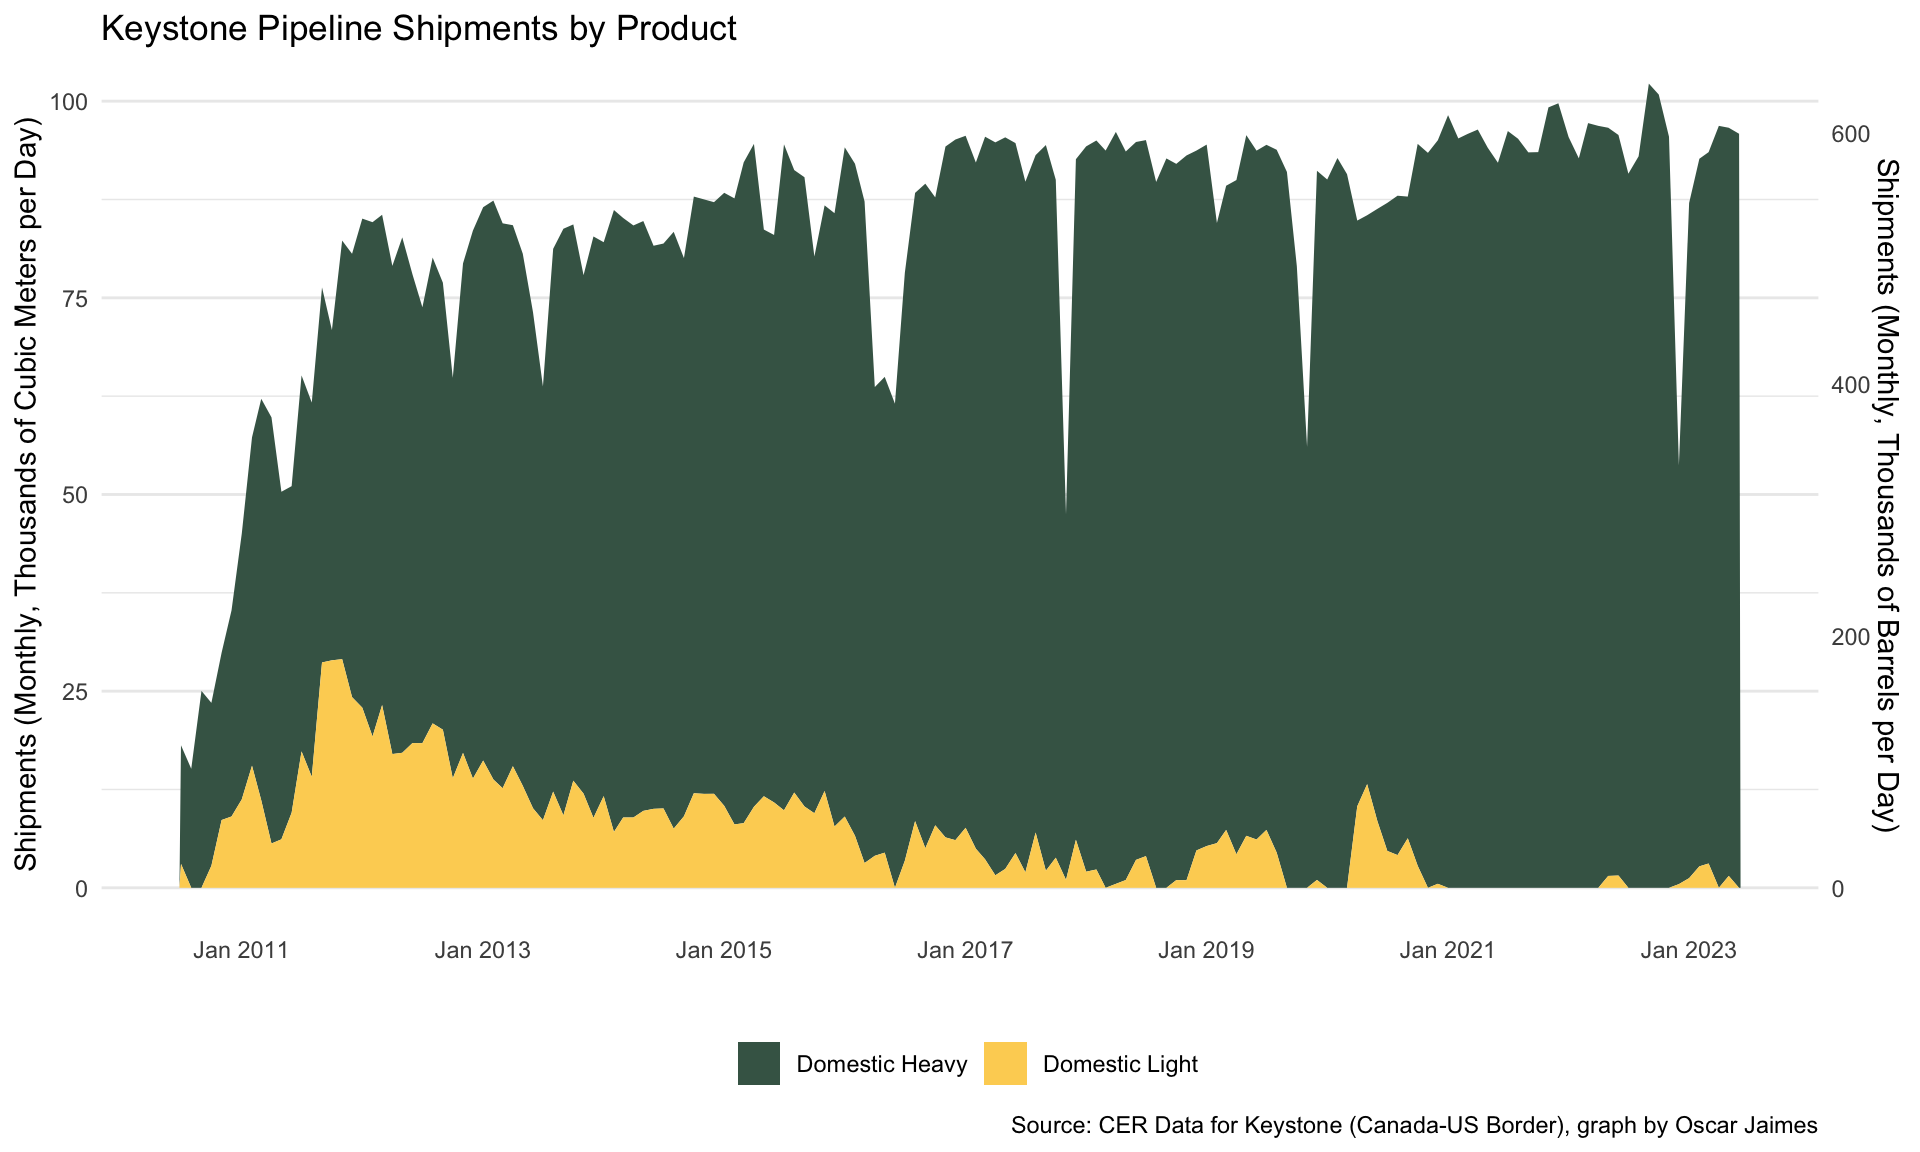 Keystone Pipeline Shipments by Product
Shipments (Monthly, Thousands of Cubic Meters per Day)
100
75
50
25
0
600
400
200
0
Shipments (Monthly, Thousands of Barrels per Day)
Jan 2011
Jan 2013
Jan 2015
Jan 2017
Jan 2019
Jan 2021
Jan 2023
Domestic Heavy
Domestic Light
Source: CER Data for Keystone (Canada-US Border), graph by Oscar Jaimes